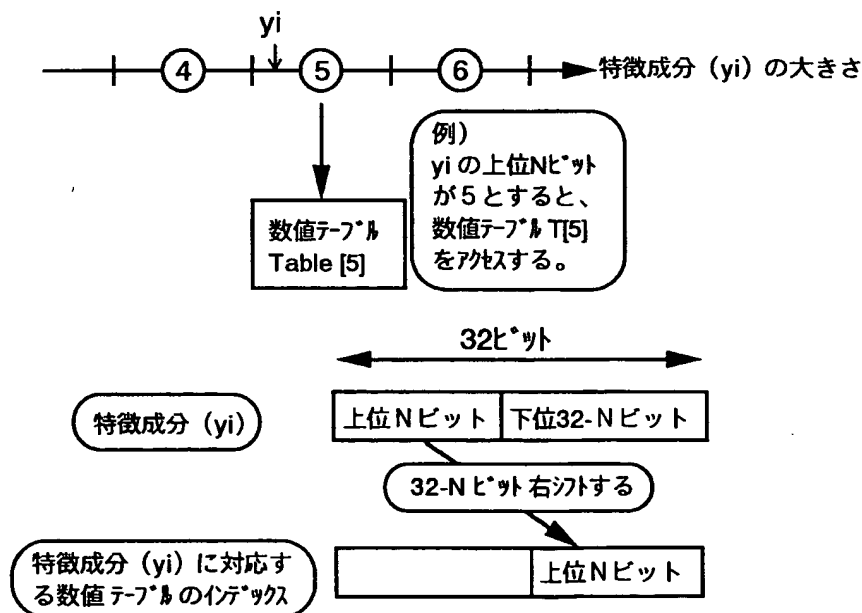 yi
④ ⑤ ⑥ 特徴成分（yi）の大きさ
例）
yi の上位Nビット
が５とすると、
数値テーブル T[5]
をアクセスする。
数値テーブル
Table [5]
32ビット
特徴成分（yi）
上位Nビット 下位32-Nビット
32-Nビット右シフトする
特徴成分（yi）に対応す
る数値テーブルのインデックス
上位Nビット